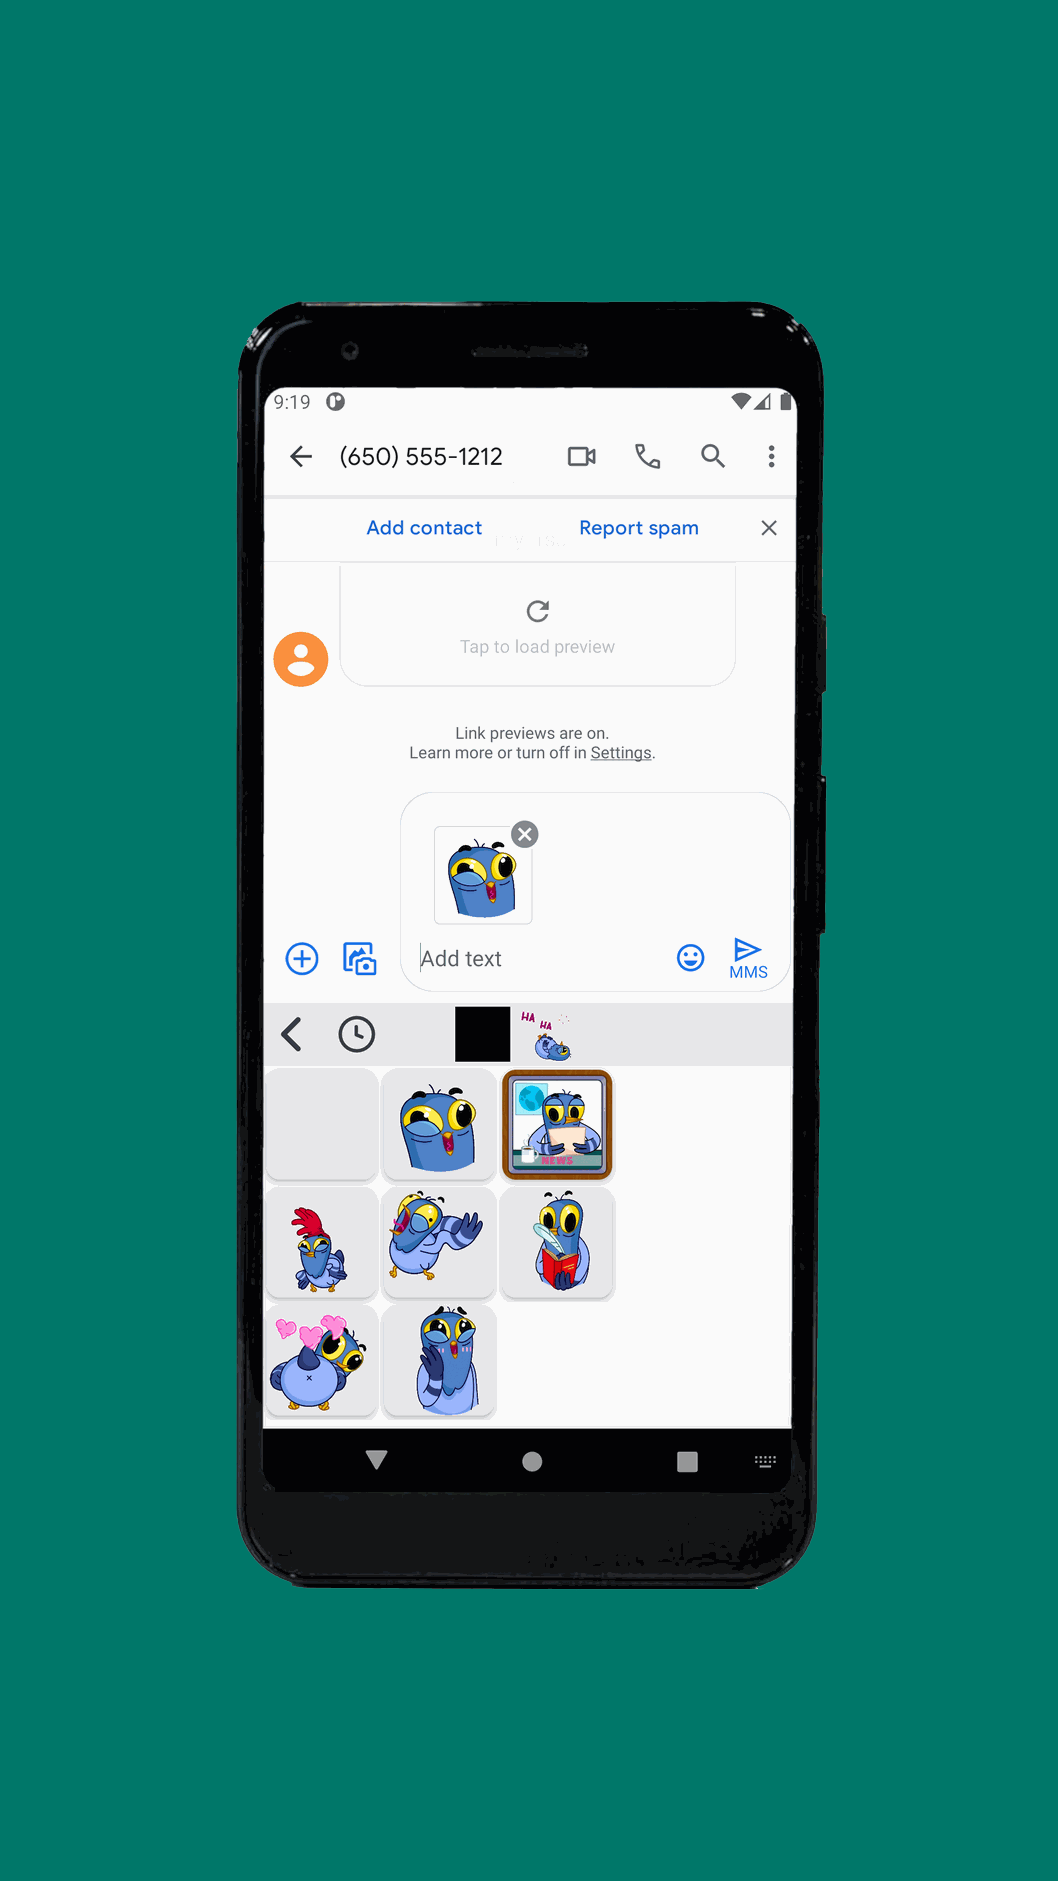 9:19
(650) 555-1212
Add contact
Report spam
Tap to load preview
Link previews are on.
Learn more or turn off in Settings.
Add text
MMS
HA
HA
NEWS